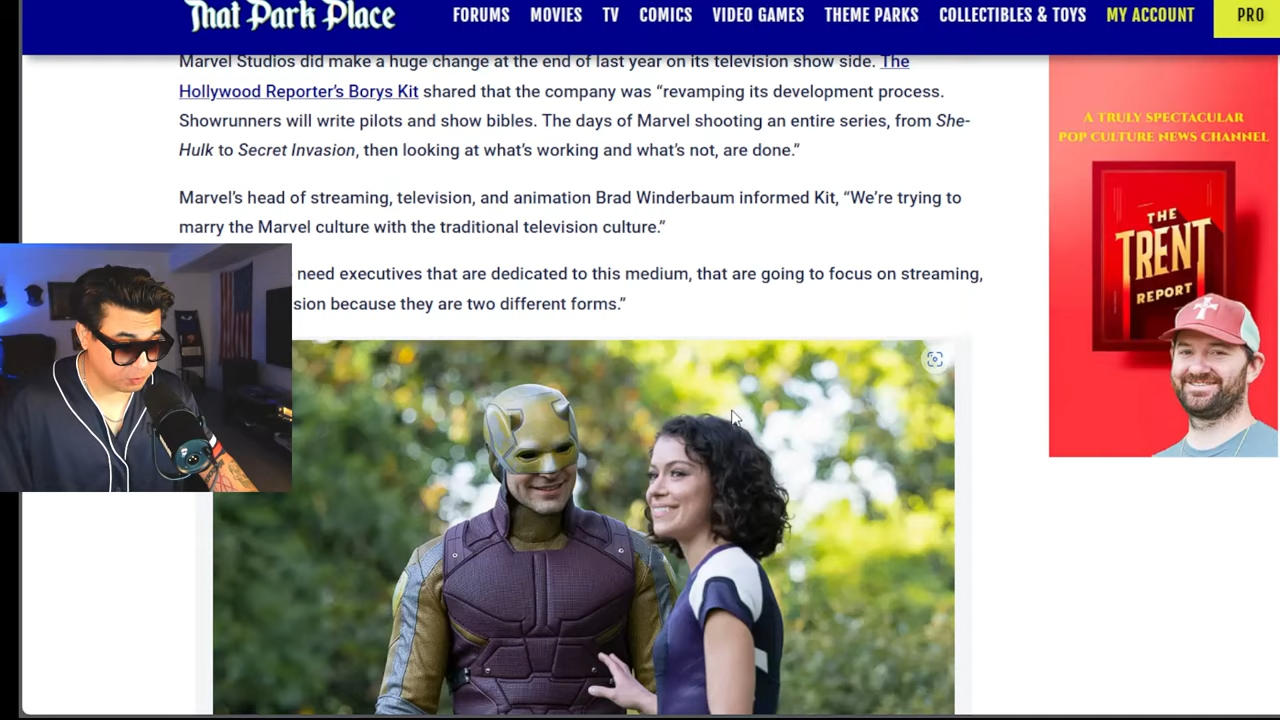 That Park Place
FORUMS MOVIES TV COMICS VIDEO GAMES THEME PARKS COLLECTIBLES & TOYS MY ACCOUNT PRO
Marvel Studios did make a huge change at the end of last year on its television show side. The
Hollywood Reporter’s Borys Kit shared that the company was “revamping its development process.
Showrunners will write pilots and show bibles. The days of Marvel shooting an entire series, from She-
Hulk to Secret Invasion, then looking at what’s working and what’s not, are done.”
Marvel’s head of streaming, television, and animation Brad Winderbaum informed Kit, “We’re trying to
marry the Marvel culture with the traditional television culture.”
need executives that are dedicated to this medium, that are going to focus on streaming,
sion because they are two different forms.”
A TRULY SPECTACULAR
POP CULTURE NEWS CHANNEL
THE
TRENT
REPORT